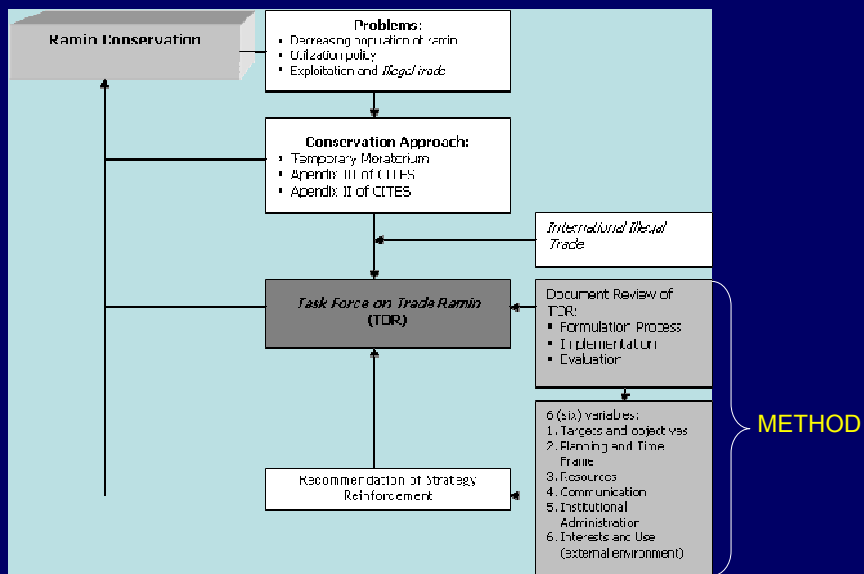 Ramin Conservation
Problems:
▪ Decreasing population of ramin
▪ Utilization policy
▪ Exploitation and Illegal trade
Conservation Approach:
▪ Temporary Moratorium
▪ Apendix III of CITES
▪ Apendix II of CITES
International Illegal
Trade
Task Force on Trade Ramin
(TOR)
Document Review of
TOR:
▪ Formulation Process
▪ Implementation
▪ Evaluation
6 (six) variables:
1. Targets and objectives
2. Planning and Time
Frame
3. Resources
4. Communication
5. Institutional
Administration
6. Interests and Use
(external environment)
METHOD
Recommendation of Strategy
Reinforcement